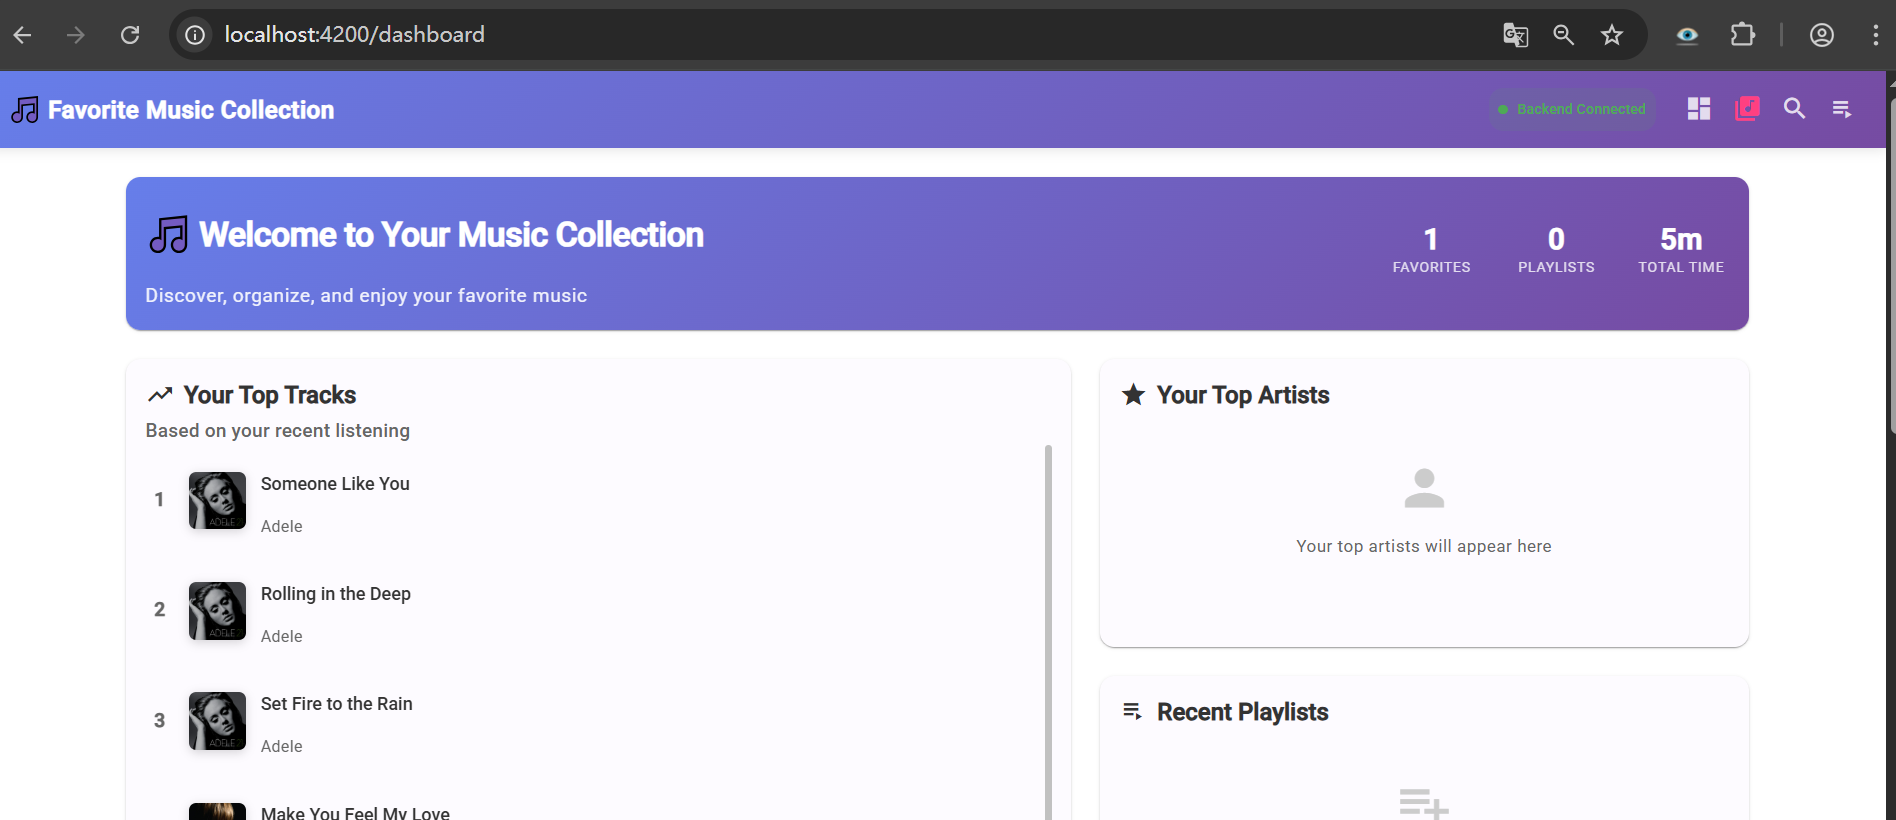 localhost:4200/dashboard
Favorite Music Collection
Backend Connected
Welcome to Your Music Collection
Discover, organize, and enjoy your favorite music
1
FAVORITES
0
PLAYLISTS
5m
TOTAL TIME
Your Top Tracks
Based on your recent listening
1
Someone Like You
Adele
ADELE
2
Rolling in the Deep
Adele
ADELE
3
Set Fire to the Rain
Adele
ADELE
Make You Feel My Love
Your Top Artists
Your top artists will appear here
Recent Playlists